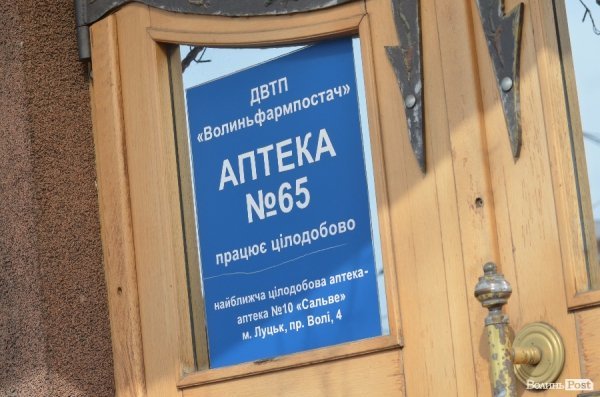 ДВТП
«Волиньфармпостач»
АПТЕКА
№65
працює цілодобово
найближча цілодобова аптека-
аптека №10 «Сальве»
м. Луцьк, пр. Волі, 4
ВолиньPost